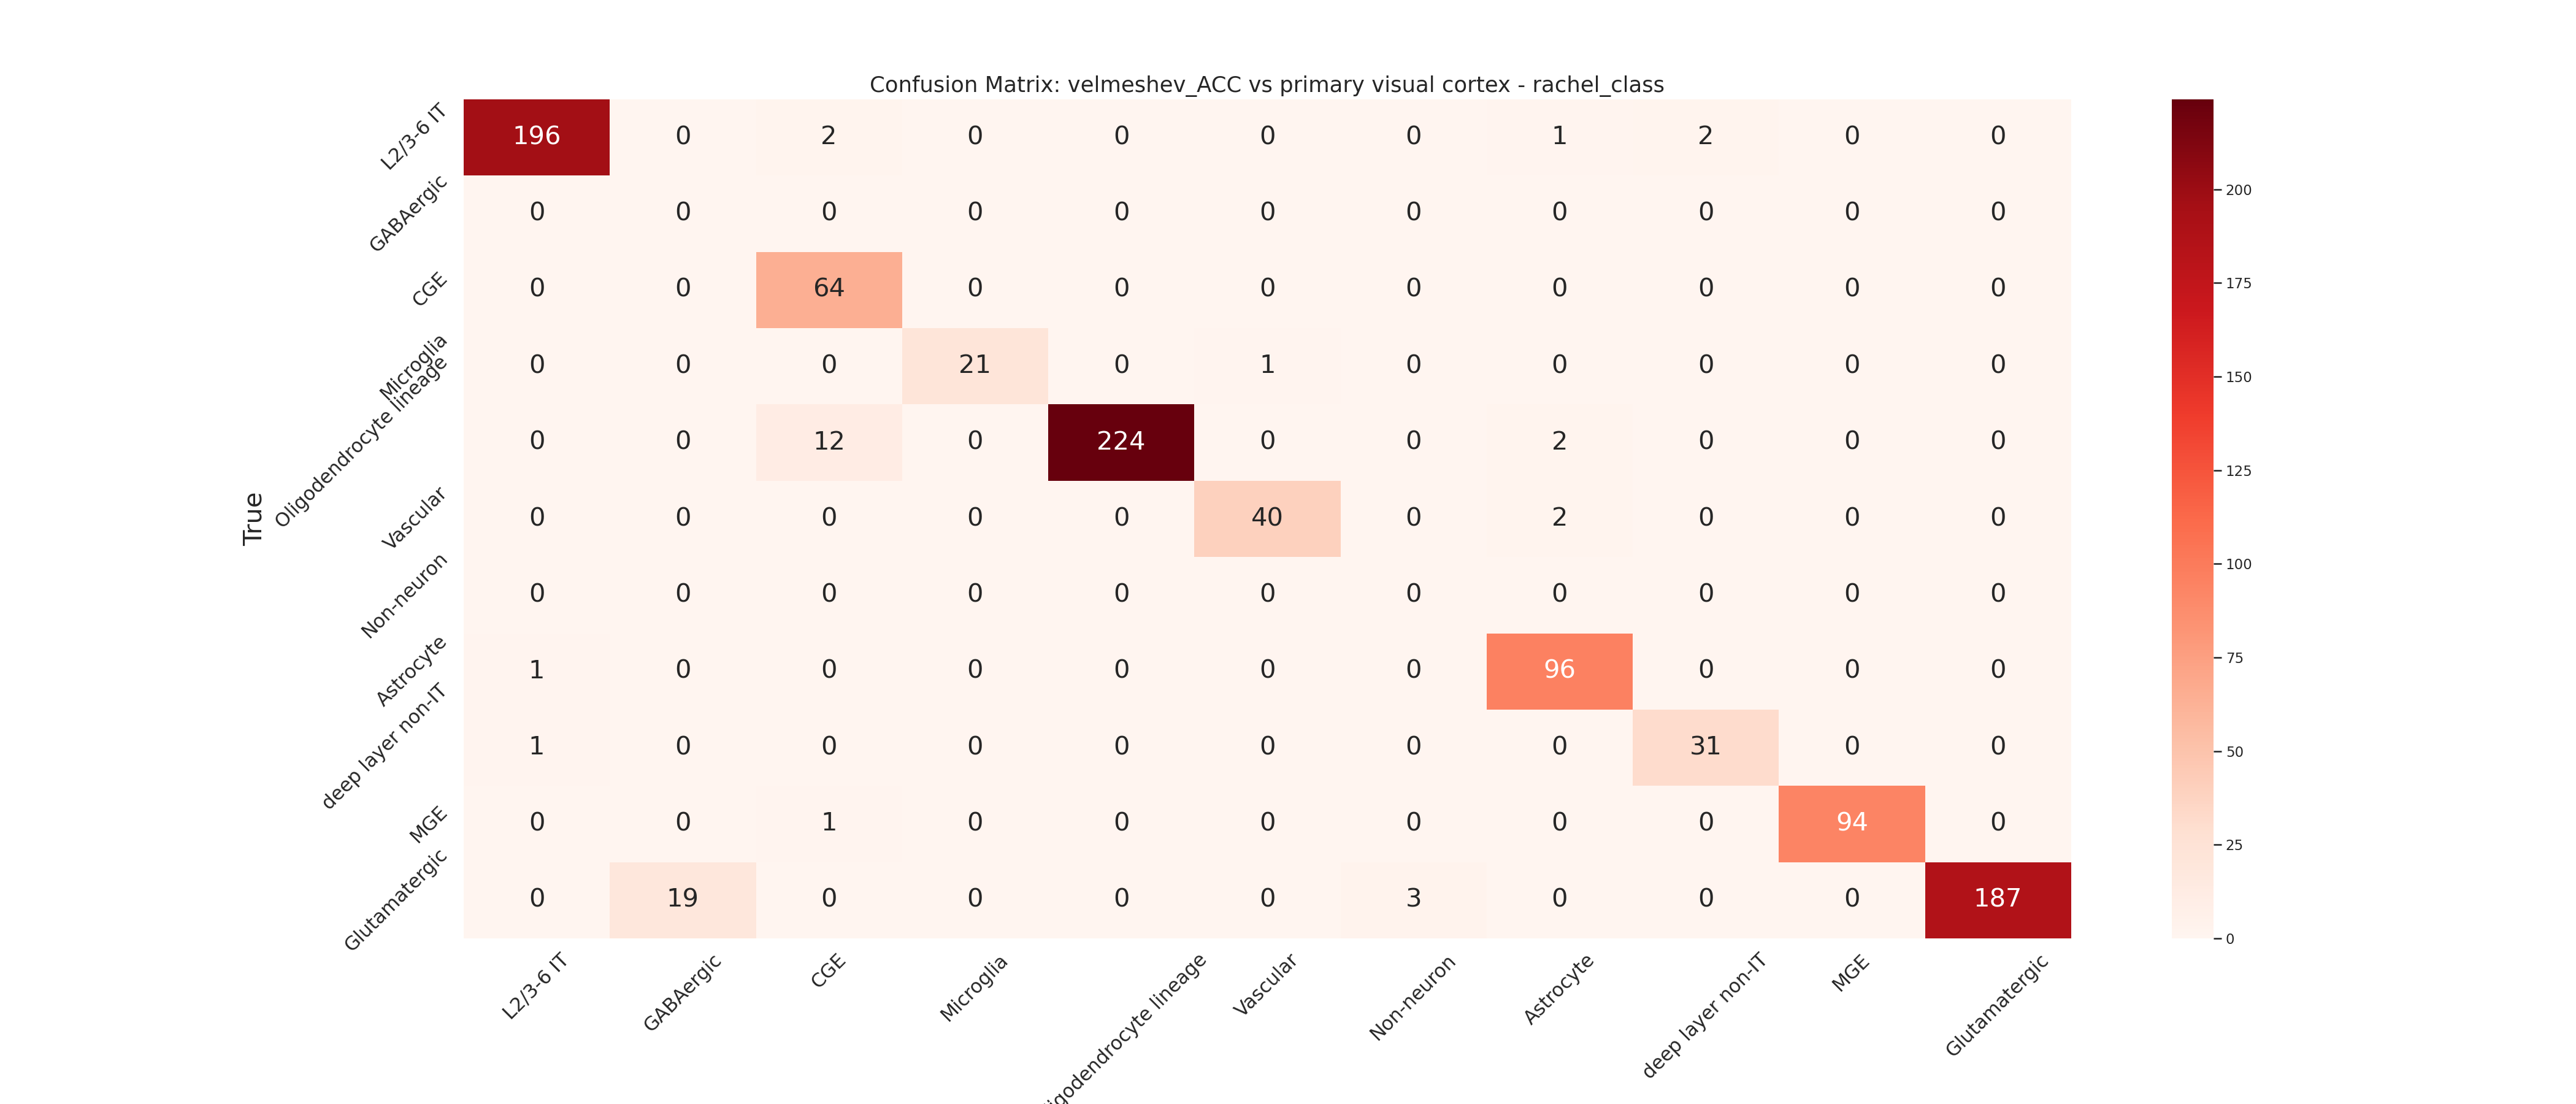 Confusion Matrix: velmeshev_ACC vs primary visual cortex - rachel_class
True
L2/3-6 IT 196 0 2 0 0 0 0 1 2 0 0
GABAergic 0 0 0 0 0 0 0 0 0 0 0
CGE 0 0 64 0 0 0 0 0 0 0 0
Microglia 0 0 0 21 0 1 0 0 0 0 0
Oligodendrocyte lineage 0 0 12 0 224 0 0 2 0 0 0
Vascular 0 0 0 0 0 40 0 2 0 0 0
Non-neuron 0 0 0 0 0 0 0 0 0 0 0
Astrocyte 1 0 0 0 0 0 0 96 0 0 0
deep layer non-IT 1 0 0 0 0 0 0 0 31 0 0
MGE 0 0 1 0 0 0 0 0 0 94 0
Glutamatergic 0 19 0 0 0 0 3 0 0 0 187
L2/3-6 IT
GABAergic
CGE
Microglia
ligodendrocyte lineage
Vascular
Non-neuron
Astrocyte
deep layer non-IT
MGE
Glutamatergic
200
175
150
125
100
75
50
25
0